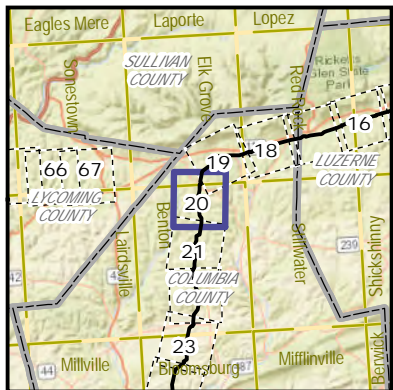 Eagles Mere
Laporte
Lopez
SULLIVAN
COUNTY
Sonestown
Elk Grove
Red Rock
Ricketts
Glen State
Park
16
18
19
LUZERNE
COUNTY
66
67
20
LYCOMING
COUNTY
Benton
Lairdsville
Stillwater
Shickshinny
21
239
42
COLUMBIA
COUNTY
23
44
487
Millville
Bloomsburg
Mifflinville
Berwick